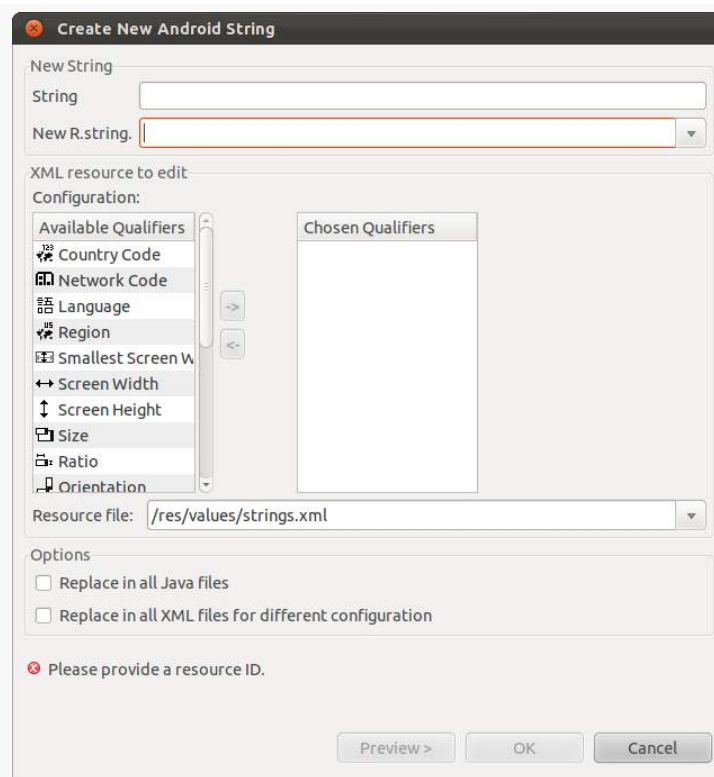 Create New Android String
New String
String
New R.string.
XML resource to edit
Configuration:
Available Qualifiers
Country Code
Network Code
Language
Region
Smallest Screen W
Screen Width
Screen Height
Size
Ratio
Orientation
->
<-
Chosen Qualifiers
Resource file: /res/values/strings.xml
Options
Replace in all Java files
Replace in all XML files for different configuration
Please provide a resource ID.
Preview > OK Cancel